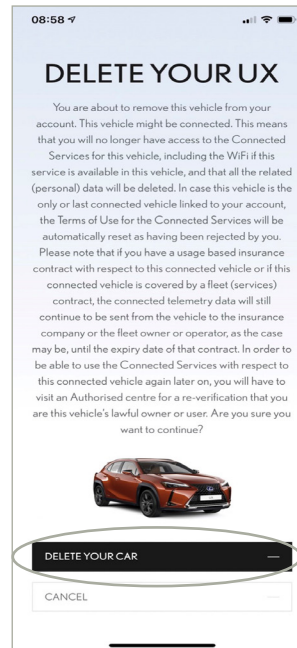 08:58
DELETE YOUR UX
You are about to remove this vehicle from your
account. This vehicle might be connected. This means
that you will no longer have access to the Connected
Services for this vehicle, including the WiFi if this
service is available in this vehicle, and that all the related
(personal) data will be deleted. In case this vehicle is the
only or last connected vehicle linked to your account,
the Terms of Use for the Connected Services will be
automatically reset as having been rejected by you.
Please note that if you have a usage based insurance
contract with respect to this connected vehicle or if this
connected vehicle is covered by a fleet (services)
contract, the connected telemetry data will still
continue to be sent from the vehicle to the insurance
company or the fleet owner or operator, as the case
may be, until the expiry date of that contract. In order to
be able to use the Connected Services with respect to
this connected vehicle again later on, you will have to
visit an Authorised centre for a re-verification that you
are this vehicle's lawful owner or user. Are you sure you
want to continue?
DELETE YOUR CAR
CANCEL